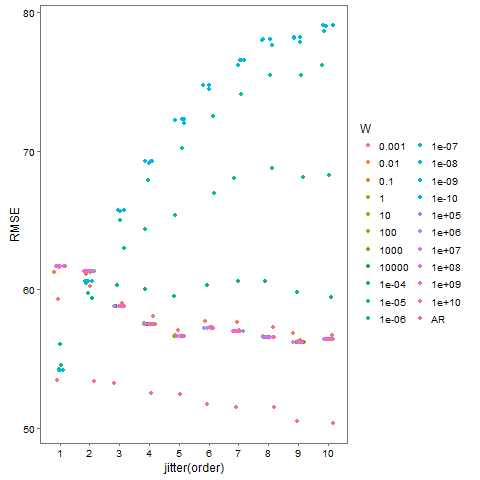 80
70
60
50
RMSE
1 2 3 4 5 6 7 8 9 10
jitter(order)
W
0.001 1e-07
0.01 1e-08
0.1 1e-09
1 1e-10
10 1e+05
100 1e+06
1000 1e+07
10000 1e+08
1e-04 1e+09
1e-05 1e+10
1e-06 AR